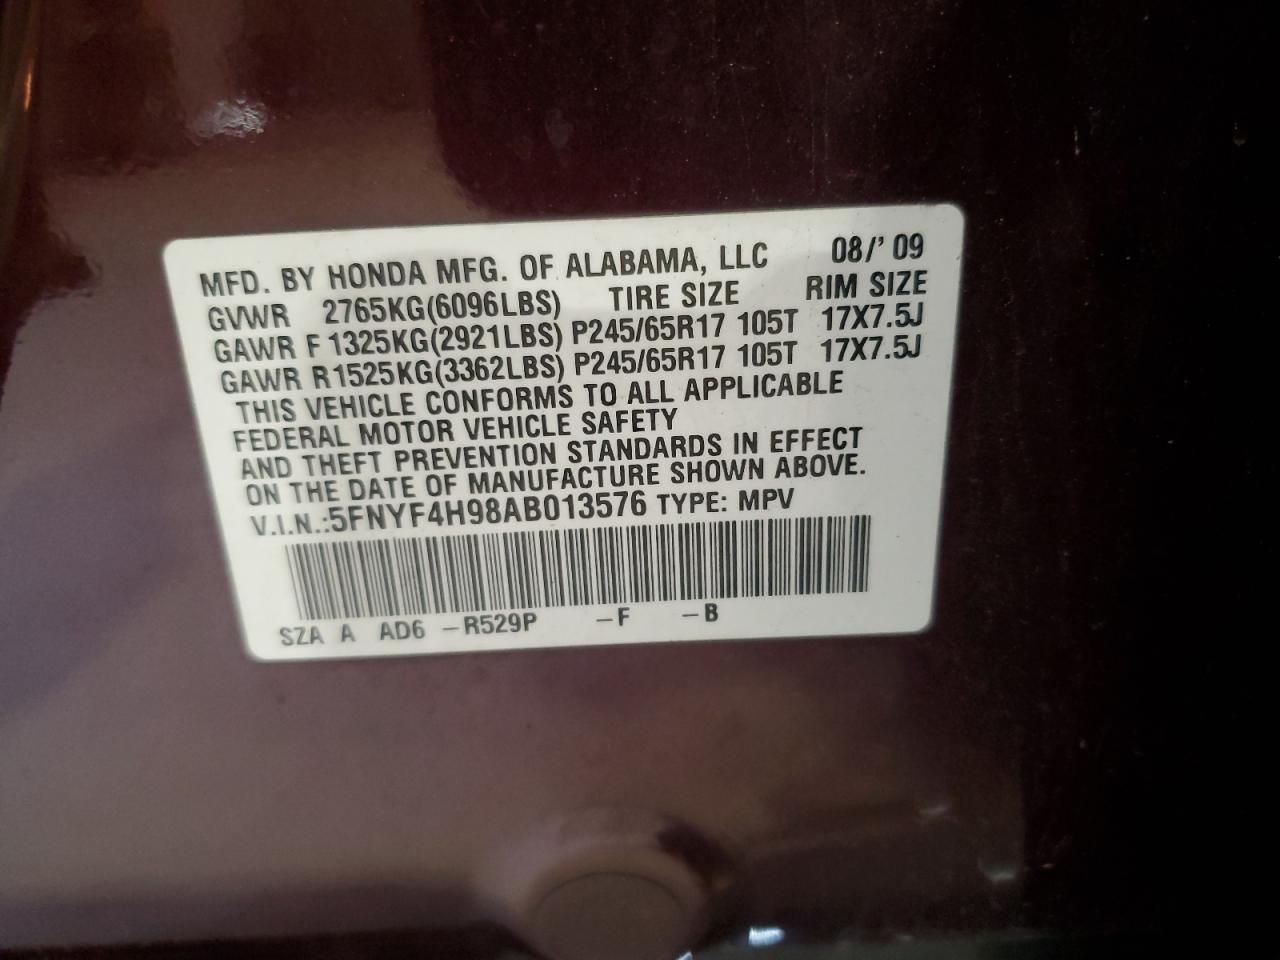 MFD. BY HONDA MFG. OF ALABAMA, LLC 08/'09
GVWR 2765KG(6096LBS) TIRE SIZE RIM SIZE
GAWR F 1325KG(2921LBS) P245/65R17 105T 17X7.5J
GAWR R1525KG(3362LBS) P245/65R17 105T 17X7.5J
THIS VEHICLE CONFORMS TO ALL APPLICABLE
FEDERAL MOTOR VEHICLE SAFETY
AND THEFT PREVENTION STANDARDS IN EFFECT
ON THE DATE OF MANUFACTURE SHOWN ABOVE.
V.I.N.:5FNYF4H98AB013576 TYPE: MPV
SZA A AD6 -R529P -F -B